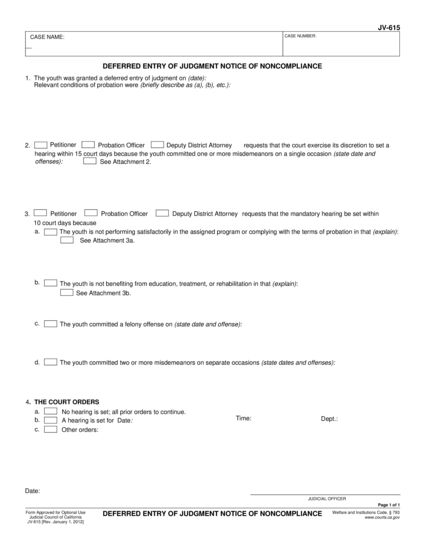 JV-615
CASE NAME:
CASE NUMBER:
DEFERRED ENTRY OF JUDGMENT NOTICE OF NONCOMPLIANCE
1. The youth was granted a deferred entry of judgment on (date):
Relevant conditions of probation were (briefly describe as (a), (b), etc.):
2. Petitioner Probation Officer Deputy District Attorney requests that the court exercise its discretion to set a
hearing within 15 court days because the youth committed one or more misdemeanors on a single occasion (state date and
offenses): See Attachment 2.
3. Petitioner Probation Officer Deputy District Attorney requests that the mandatory hearing be set within
10 court days because
a. The youth is not performing satisfactorily in the assigned program or complying with the terms of probation in that (explain):
See Attachment 3a.
b. The youth is not benefiting from education, treatment, or rehabilitation in that (explain):
See Attachment 3b.
c. The youth committed a felony offense on (state date and offense):
d. The youth committed two or more misdemeanors on separate occasions (state dates and offenses):
4. THE COURT ORDERS
a. No hearing is set; all prior orders to continue.
b. A hearing is set for Date: Time: Dept.:
c. Other orders:
Date:
JUDICIAL OFFICER
Page 1 of 1
Form Approved for Optional Use
Judicial Council of California
JV-615 [Rev. January 1, 2012]
DEFERRED ENTRY OF JUDGMENT NOTICE OF NONCOMPLIANCE
Welfare and Institutions Code, § 793
www.courts.ca.gov